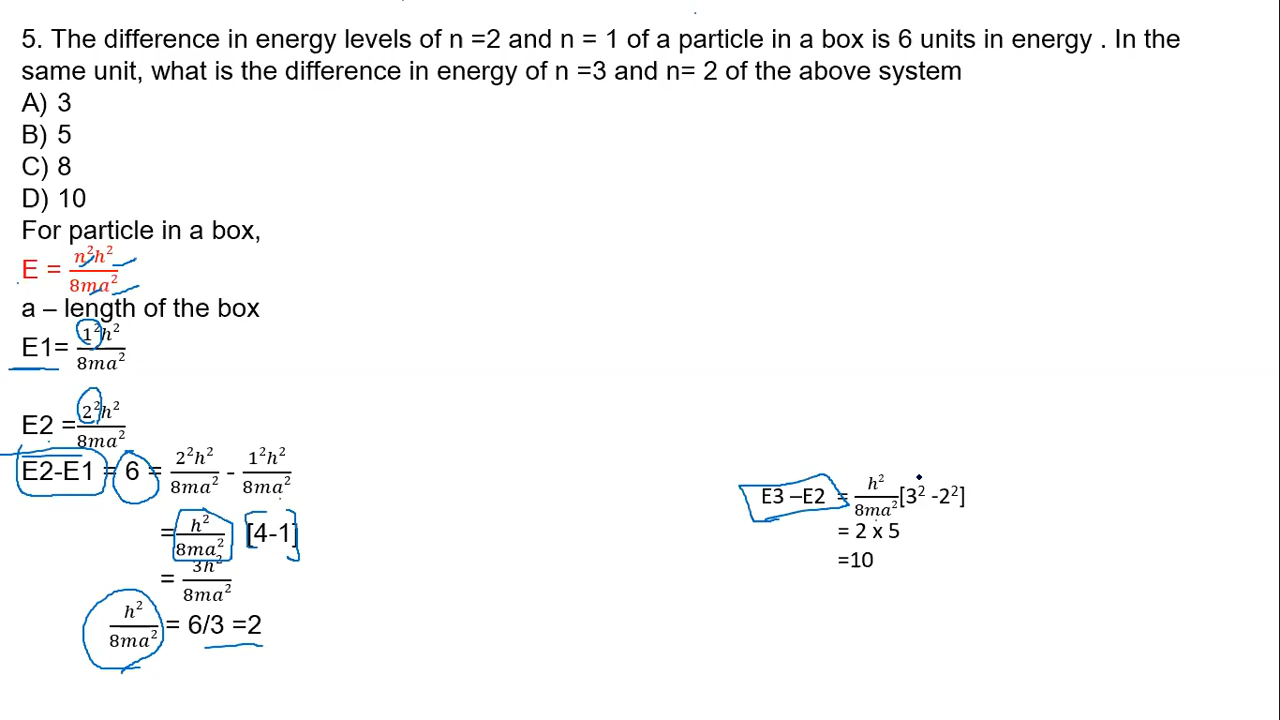 5. The difference in energy levels of n =2 and n = 1 of a particle in a box is 6 units in energy . In the
same unit, what is the difference in energy of n =3 and n= 2 of the above system
A) 3
B) 5
C) 8
D) 10
For particle in a box,
E = n²h²/8ma²
a – length of the box
E1= 1²h²/8ma²
E2 = 2²h²/8ma²
E2-E1 = 6 = 2²h²/8ma² - 1²h²/8ma²
= h²/8ma² [4-1]
= 3h²/8ma²
h²/8ma² = 6/3 =2
E3 –E2 = h²/8ma² [3² -2²]
= 2 x 5
=10